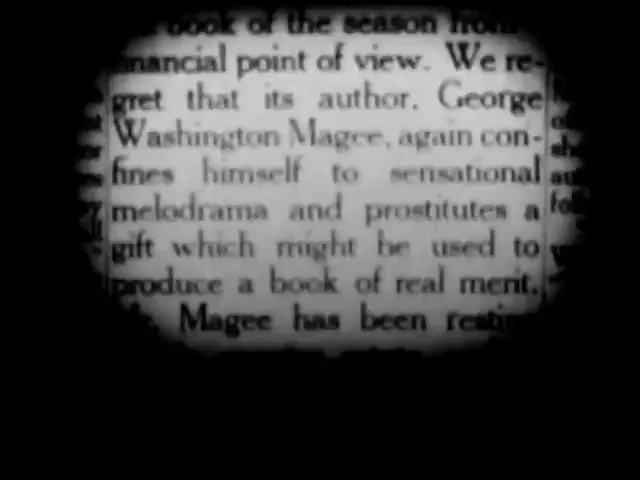 book of the season from
financial point of view. We re-
gret that its author, George
Washington Magee, again con-
fines himself to sensational
melodrama and prostitutes a
gift which might be used to
produce a book of real merit.
Mr. Magee has been resting